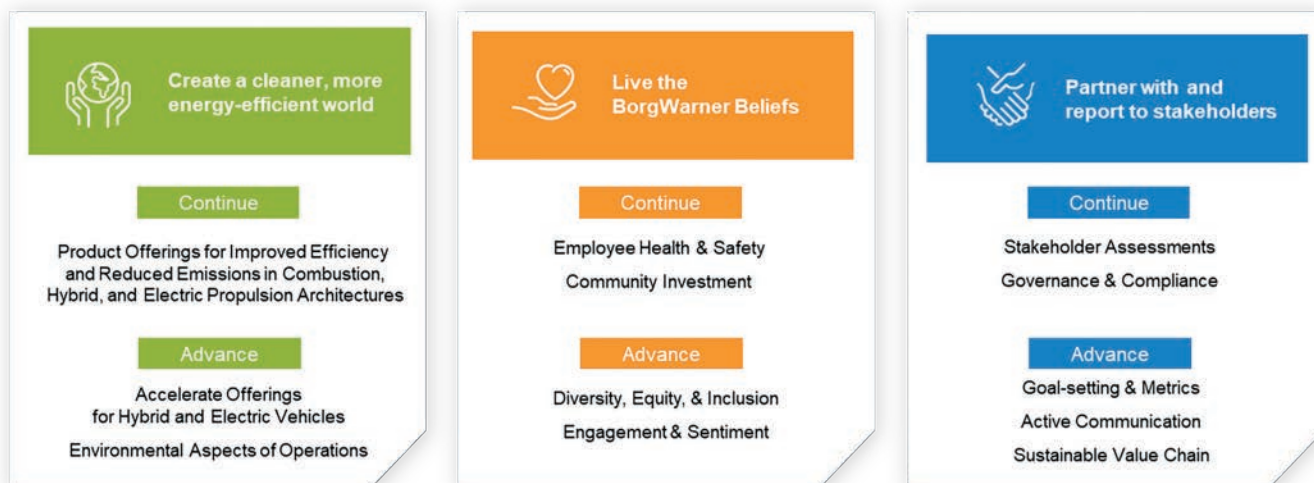 Create a cleaner, more
energy-efficient world
Continue
Product Offerings for Improved Efficiency
and Reduced Emissions in Combustion,
Hybrid, and Electric Propulsion Architectures
Advance
Accelerate Offerings
for Hybrid and Electric Vehicles
Environmental Aspects of Operations
Live the
BorgWarner Beliefs
Continue
Employee Health & Safety
Community Investment
Advance
Diversity, Equity, & Inclusion
Engagement & Sentiment
Partner with and
report to stakeholders
Continue
Stakeholder Assessments
Governance & Compliance
Advance
Goal-setting & Metrics
Active Communication
Sustainable Value Chain